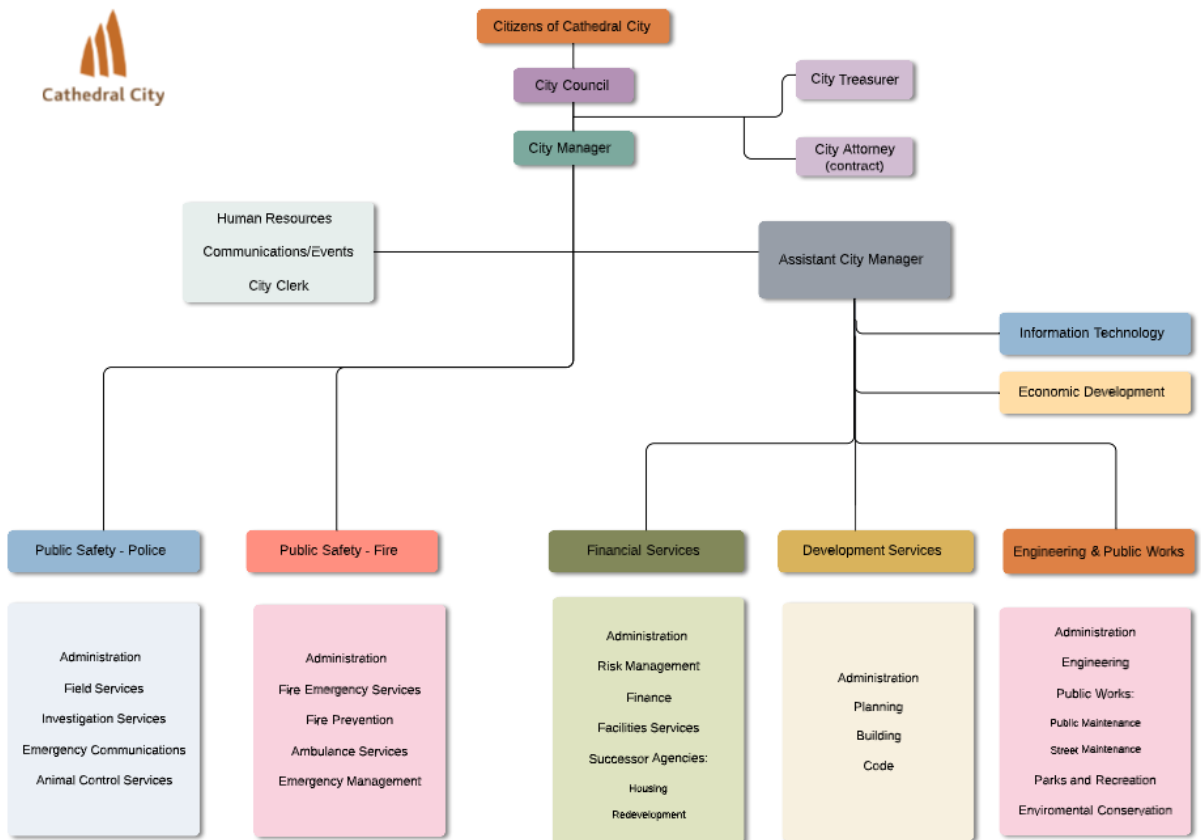 Cathedral City
Citizens of Cathedral City
City Council
City Treasurer
City Manager
City Attorney
(contract)
Human Resources
Communications/Events
City Clerk
Assistant City Manager
Information Technology
Economic Development
Public Safety - Police
Public Safety - Fire
Financial Services
Development Services
Engineering & Public Works
Administration
Field Services
Investigation Services
Emergency Communications
Animal Control Services
Administration
Fire Emergency Services
Fire Prevention
Ambulance Services
Emergency Management
Administration
Risk Management
Finance
Facilities Services
Successor Agencies:
Housing
Redevelopment
Administration
Planning
Building
Code
Administration
Engineering
Public Works:
Public Maintenance
Street Maintenance
Parks and Recreation
Enviromental Conservation